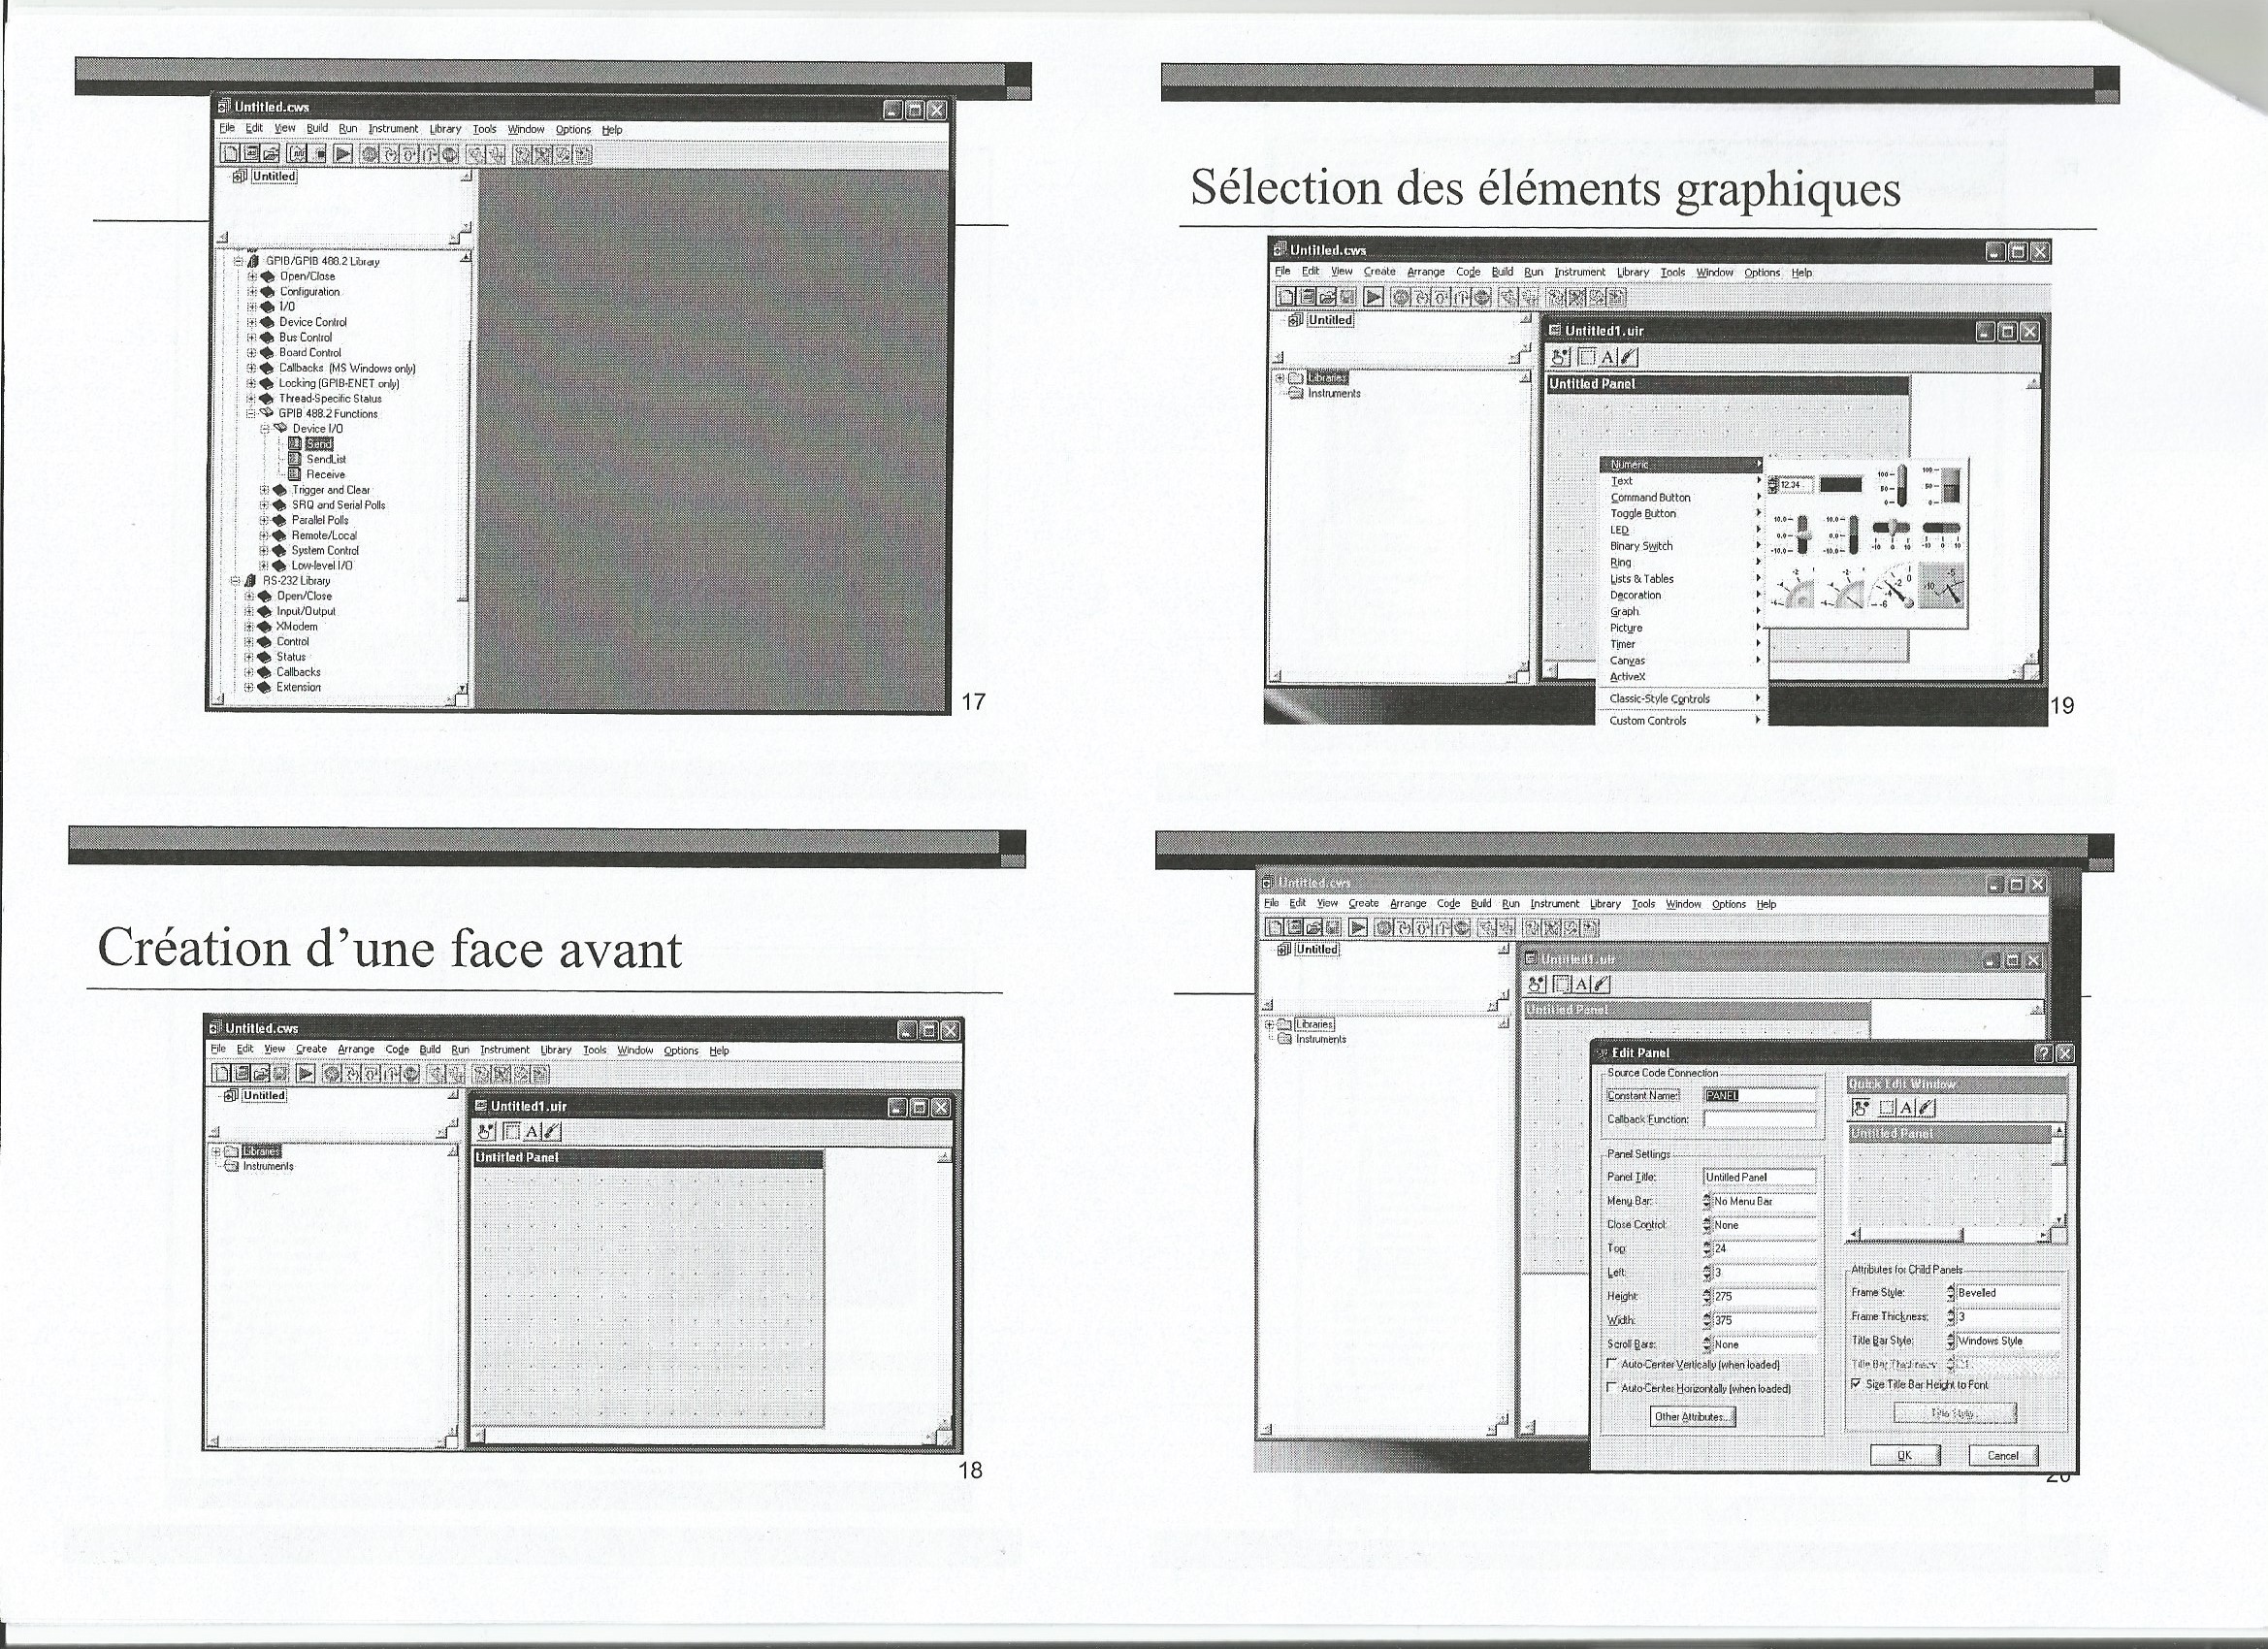 Untitled.cws
File Edit View Build Run Instrument Library Tools Window Options Help
Untitled
GPIB/GPIB 488.2 Library
Open/Close
Configuration
I/O
Device Control
Bus Control
Board Control
Callbacks (MS Windows only)
Locking (GPIB-ENET only)
Thread-Specific Status
GPIB 488.2 Functions
Device I/O
Send
SendList
Receive
Trigger and Clear
SRQ and Serial Polls
Parallel Polls
Remote/Local
System Control
Low-level I/O
RS-232 Library
Open/Close
Input/Output
XModem
Control
Status
Callbacks
Extension
17
Création d'une face avant
Untitled.cws
File Edit View Create Arrange Code Build Run Instrument Library Tools Window Options Help
Untitled
Libraries
Instruments
Untitled1.uir
A
Untitled Panel
18
Sélection des éléments graphiques
Untitled.cws
File Edit View Create Arrange Code Build Run Instrument Library Tools Window Options Help
Untitled
Libraries
Instruments
Untitled1.uir
A
Untitled Panel
Numeric
Text
Command Button
Toggle Button
LED
Binary Switch
Ring
Lists & Tables
Decoration
Graph
Picture
Timer
Canvas
ActiveX
Classic-Style Controls
Custom Controls
12.34
19
Untitled.cws
File Edit View Create Arrange Code Build Run Instrument Library Tools Window Options Help
Untitled
Libraries
Instruments
Untitled1.uir
A
Untitled Panel
Edit Panel
Source Code Connection
Constant Name: PANEL
Callback Function:
Panel Settings
Panel Title: Untitled Panel
Menu Bar: No Menu Bar
Close Control: None
Top: 24
Left: 3
Height: 275
Width: 375
Scroll Bars: None
Auto-Center Vertically (when loaded)
Auto-Center Horizontally (when loaded)
Other Attributes...
Quick Edit Window
A
Untitled Panel
Attributes for Child Panels
Frame Style: Beveled
Frame Thickness: 3
Title Bar Style: Windows Style
Title Bar Thickness:
Size Title Bar Height to Font
Title Style...
OK Cancel
20